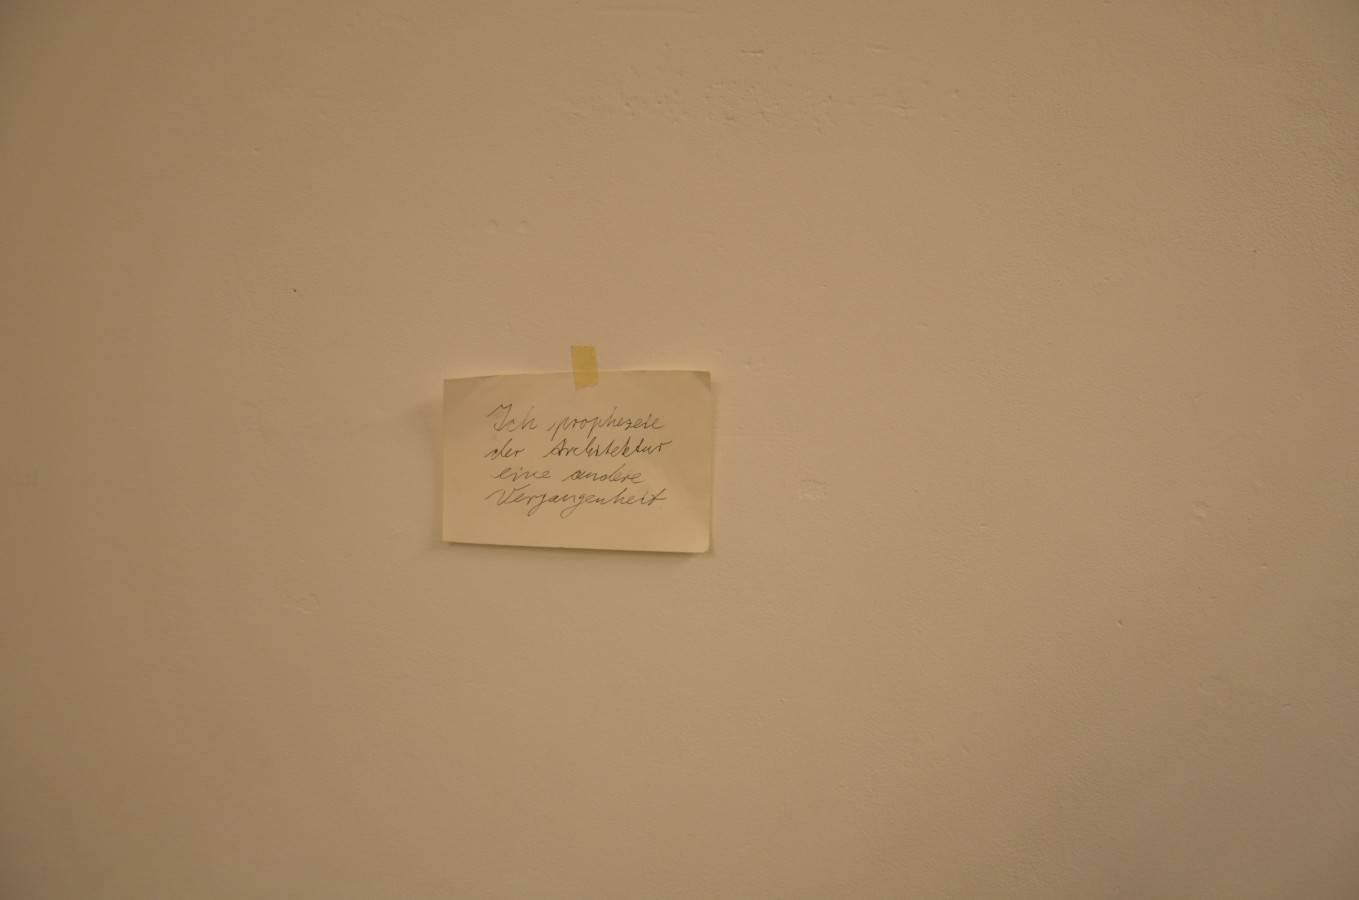 Ich prophezeie
der Architektur
eine andere
Vergangenheit.